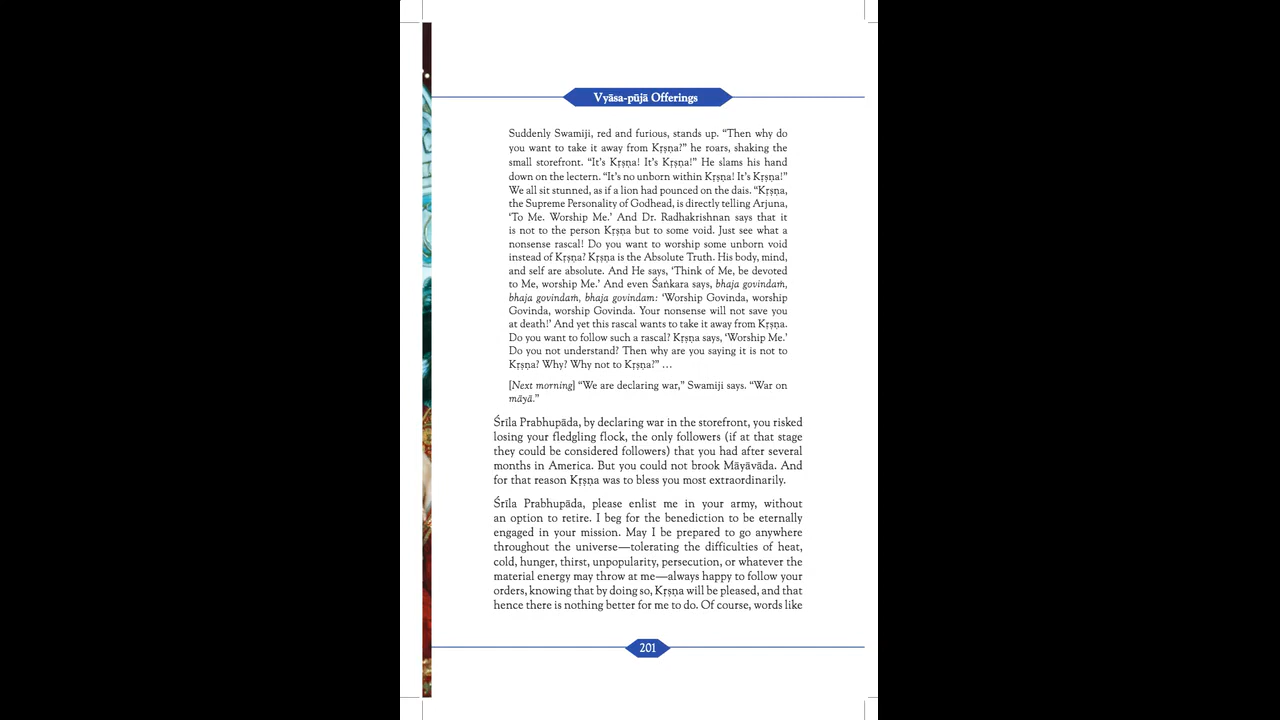 Vyāsa-pūjā Offerings
Suddenly Swamiji, red and furious, stands up. “Then why do
you want to take it away from Kṛṣṇa?” he roars, shaking the
small storefront. “It’s Kṛṣṇa! It’s Kṛṣṇa!” He slams his hand
down on the lectern. “It’s no unborn within Kṛṣṇa! It’s Kṛṣṇa!”
We all sit stunned, as if a lion had pounced on the dais. “Kṛṣṇa,
the Supreme Personality of Godhead, is directly telling Arjuna,
‘To Me. Worship Me.’ And Dr. Radhakrishnan says that it
is not to the person Kṛṣṇa but to some void. Just see what a
nonsense rascal! Do you want to worship some unborn void
instead of Kṛṣṇa? Kṛṣṇa is the Absolute Truth. His body, mind,
and self are absolute. And He says, ‘Think of Me, be devoted
to Me, worship Me.’ And even Śaṅkara says, bhaja govindaṁ,
bhaja govindaṁ, bhaja govindam: ‘Worship Govinda, worship
Govinda, worship Govinda. Your nonsense will not save you
at death!’ And yet this rascal wants to take it away from Kṛṣṇa.
Do you want to follow such a rascal? Kṛṣṇa says, ‘Worship Me.’
Do you not understand? Then why are you saying it is not to
Kṛṣṇa? Why? Why not to Kṛṣṇa?” …
[Next morning] “We are declaring war,” Swamiji says. “War on
māyā.”
Śrīla Prabhupāda, by declaring war in the storefront, you risked
losing your fledgling flock, the only followers (if at that stage
they could be considered followers) that you had after several
months in America. But you could not brook Māyāvāda. And
for that reason Kṛṣṇa was to bless you most extraordinarily.
Śrīla Prabhupāda, please enlist me in your army, without
an option to retire. I beg for the benediction to be eternally
engaged in your mission. May I be prepared to go anywhere
throughout the universe—tolerating the difficulties of heat,
cold, hunger, thirst, unpopularity, persecution, or whatever the
material energy may throw at me—always happy to follow your
orders, knowing that by doing so, Kṛṣṇa will be pleased, and that
hence there is nothing better for me to do. Of course, words like
201